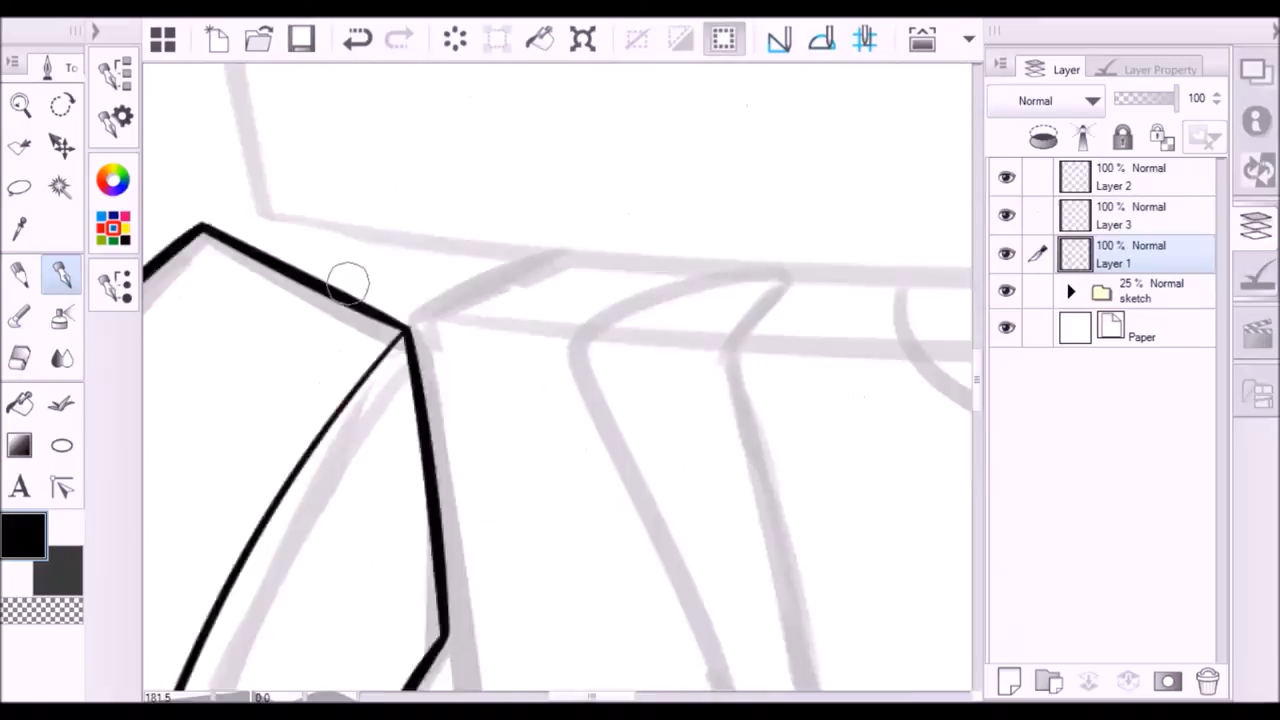 To
Layer
Layer Property
Normal
100
100 % Normal
Layer 2
100 % Normal
Layer 3
100 % Normal
Layer 1
25 % Normal
sketch
Paper
A
181.5
0.0